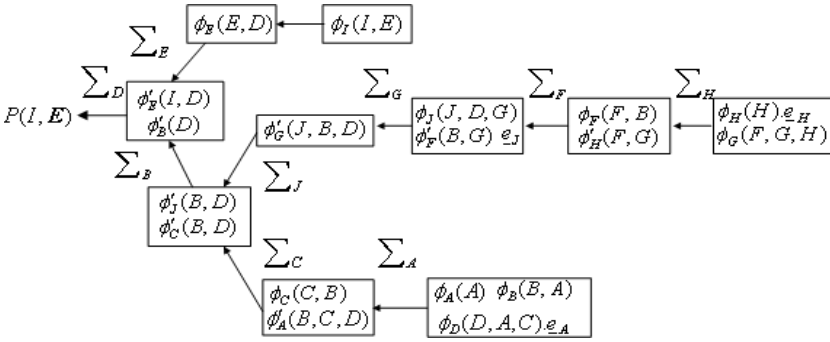 ϕ_E(E, D)
ϕ_I(I, E)
∑_E
∑_D
ϕ′_E(I, D)
ϕ′_B(D)
P(I, E)
∑_G
∑_F
∑_H
ϕ′_G(J, B, D)
ϕ_J(J, D, G)
ϕ′_F(B, G) e_J
ϕ_F(F, B)
ϕ′_H(F, G)
ϕ_H(H).e_H
ϕ_G(F, G, H)
∑_B
∑_J
ϕ′_J(B, D)
ϕ′_C(B, D)
∑_C
∑_A
ϕ_C(C, B)
ϕ′_A(B, C, D)
ϕ_A(A) ϕ_B(B, A)
ϕ_D(D, A, C).e_A